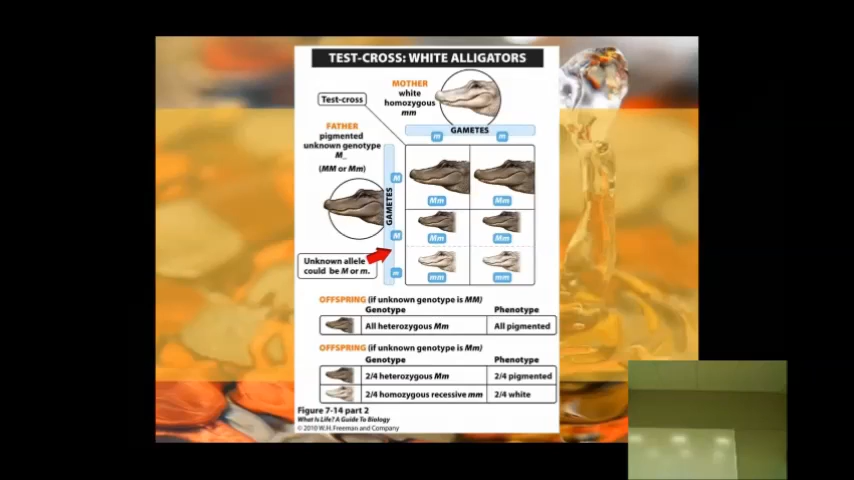 TEST-CROSS: WHITE ALLIGATORS
MOTHER
white
homozygous
mm
Test-cross
FATHER
pigmented
unknown genotype
M_
(MM or Mm)
GAMETES
m m
GAMETES
M
Mm Mm
M
Mm Mm
m
mm mm
Unknown allele
could be M or m.
OFFSPRING (if unknown genotype is MM)
Genotype Phenotype
All heterozygous Mm All pigmented
OFFSPRING (if unknown genotype is Mm)
Genotype Phenotype
2/4 heterozygous Mm 2/4 pigmented
2/4 homozygous recessive mm 2/4 white
Figure 7-14 part 2
What Is Life? A Guide To Biology
© 2010 W.H. Freeman and Company